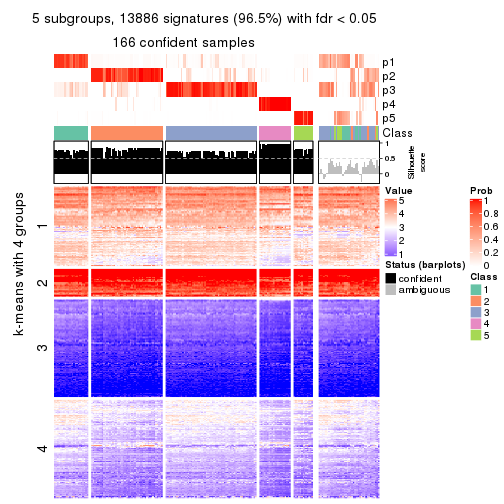 5 subgroups, 13886 signatures (96.5%) with fdr < 0.05
166 confident samples
p1
p2
p3
p4
p5
Class
1
0.5
0
Silhouette
score
k-means with 4 groups
1
2
3
4
Value
5
4
3
2
1
Prob
1
0.8
0.6
0.4
0.2
0
Status (barplots)
confident
ambiguous
Class
1
2
3
4
5